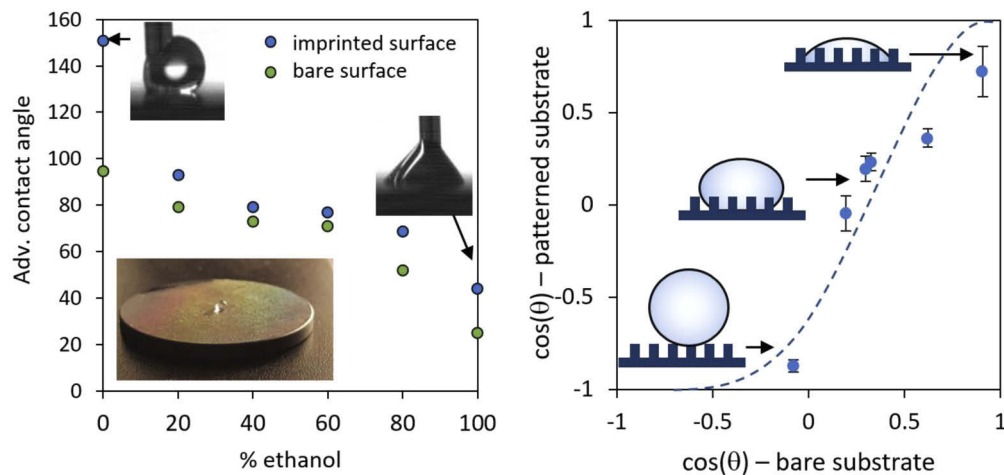 160
140
120
100
80
60
40
20
0
Adv. contact angle
imprinted surface
bare surface
0 20 40 60 80 100
% ethanol
1
0.5
0
-0.5
-1
cos(θ) – patterned substrate
-1 -0.5 0 0.5 1
cos(θ) – bare substrate